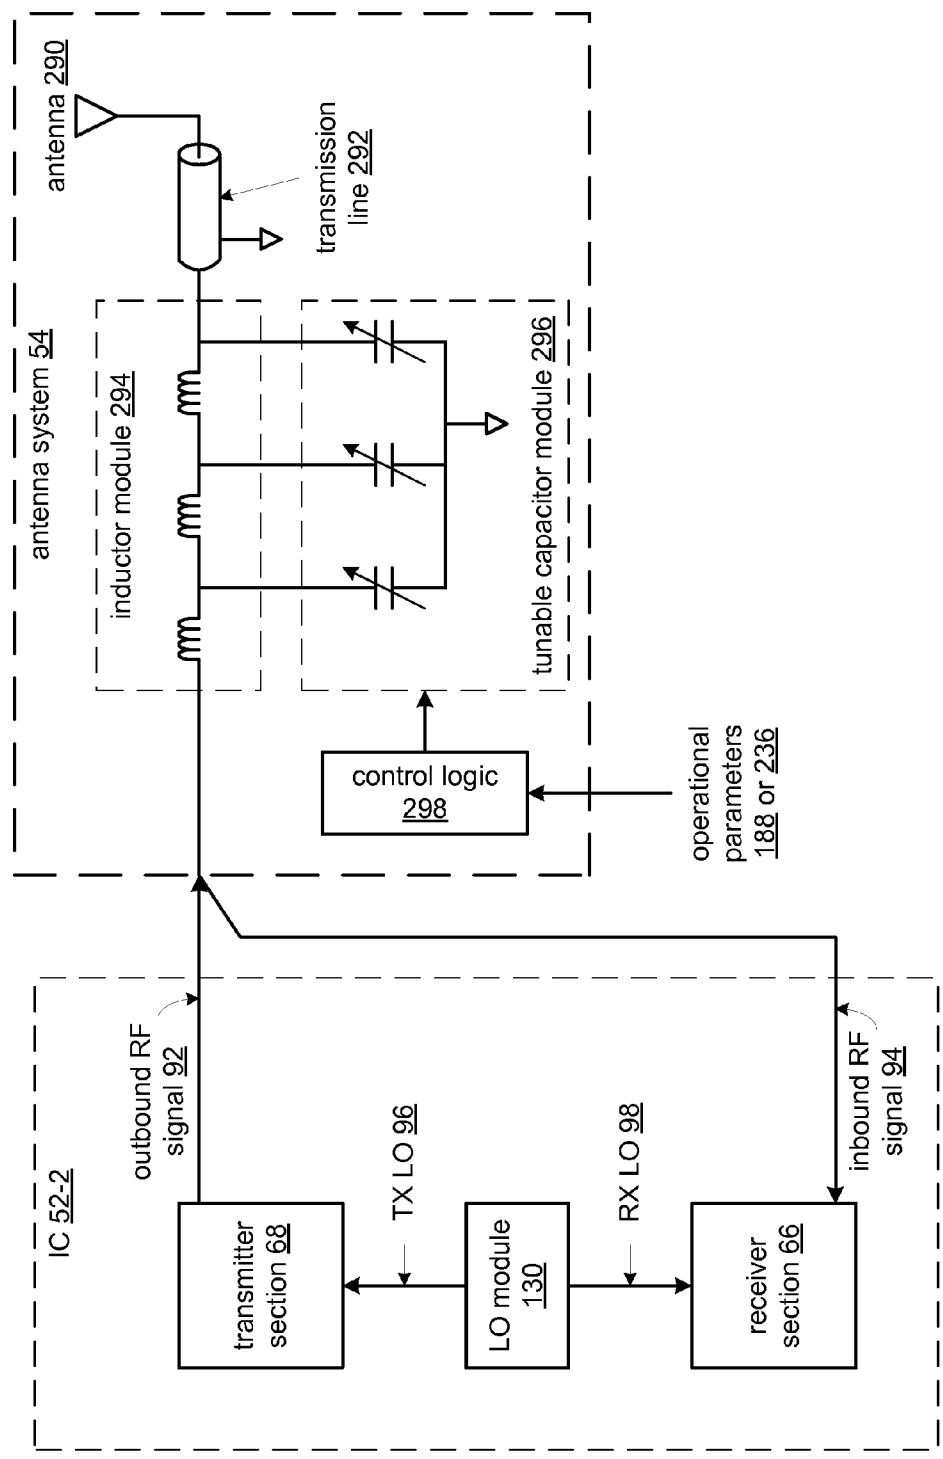 antenna 290
transmission
line 292
antenna system 54
inductor module 294
tunable capacitor module 296
control logic
298
operational
parameters
188 or 236
outbound RF
signal 92
inbound RF
signal 94
IC 52-2
TX LO 96
RX LO 98
transmitter
section 68
LO module
130
receiver
section 66